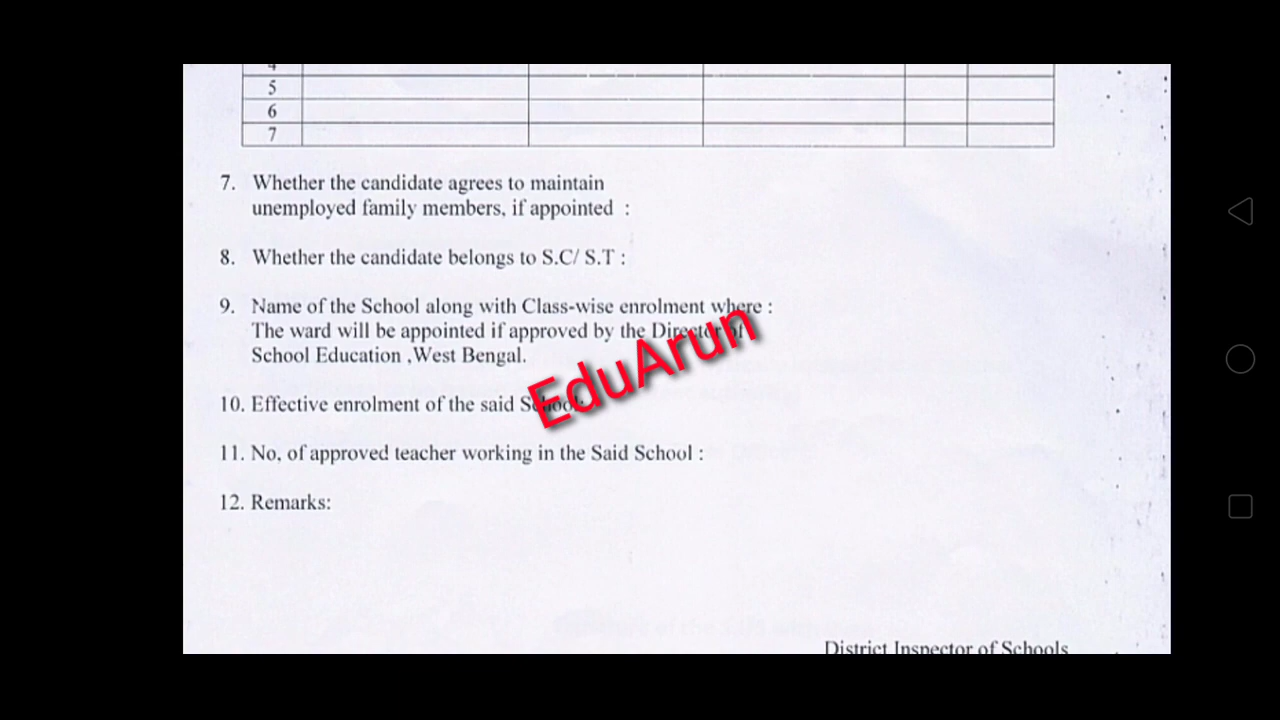 5
6
7
7. Whether the candidate agrees to maintain
unemployed family members, if appointed :
8. Whether the candidate belongs to S.C/ S.T :
9. Name of the School along with Class-wise enrolment where :
The ward will be appointed if approved by the Director of
School Education ,West Bengal.
10. Effective enrolment of the said School:
EduArun
11. No, of approved teacher working in the Said School :
12. Remarks:
District Inspector of Schools